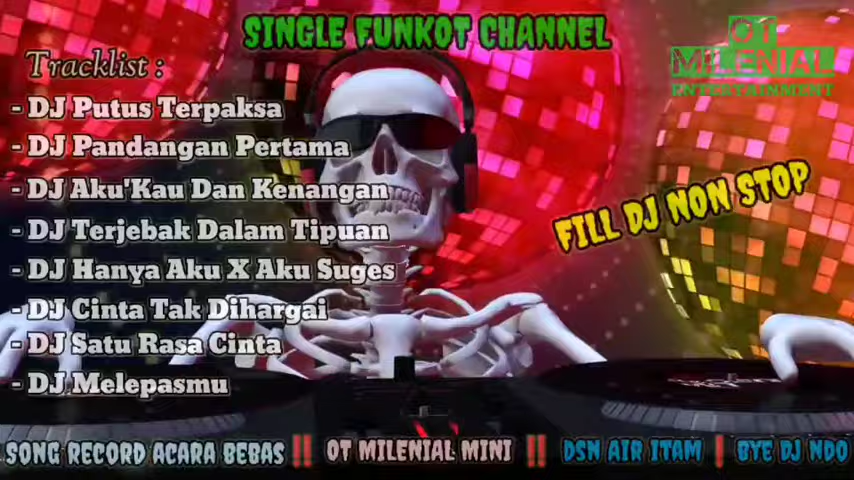 SINGLE FUNKOT CHANNEL
OT
MILENIAL
ENTERTAINMENT
Tracklist :
- DJ Putus Terpaksa
- DJ Pandangan Pertama
- DJ Aku'Kau Dan Kenangan
- DJ Terjebak Dalam Tipuan
- DJ Hanya Aku X Aku Suges
- DJ Cinta Tak Dihargai
- DJ Satu Rasa Cinta
- DJ Melepasmu
FILL DJ NON STOP
SONG RECORD ACARA BEBAS ‼ OT MILENIAL MINI ‼ DSN AIR ITAM ❗ BYE DJ NDO